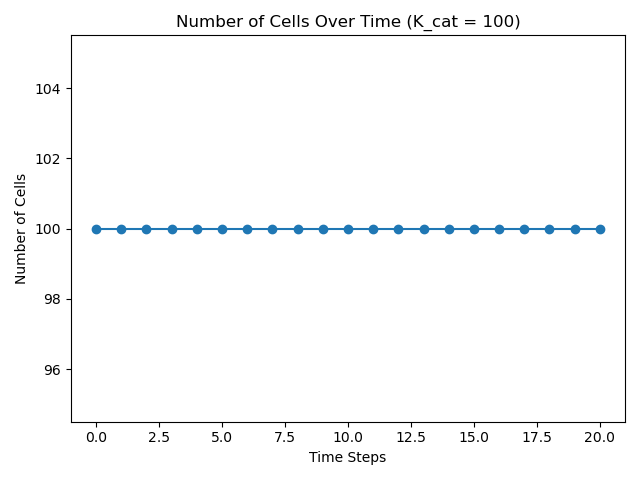 Number of Cells Over Time (K_cat = 100)
Number of Cells
104
102
100
98
96
0.0 2.5 5.0 7.5 10.0 12.5 15.0 17.5 20.0
Time Steps